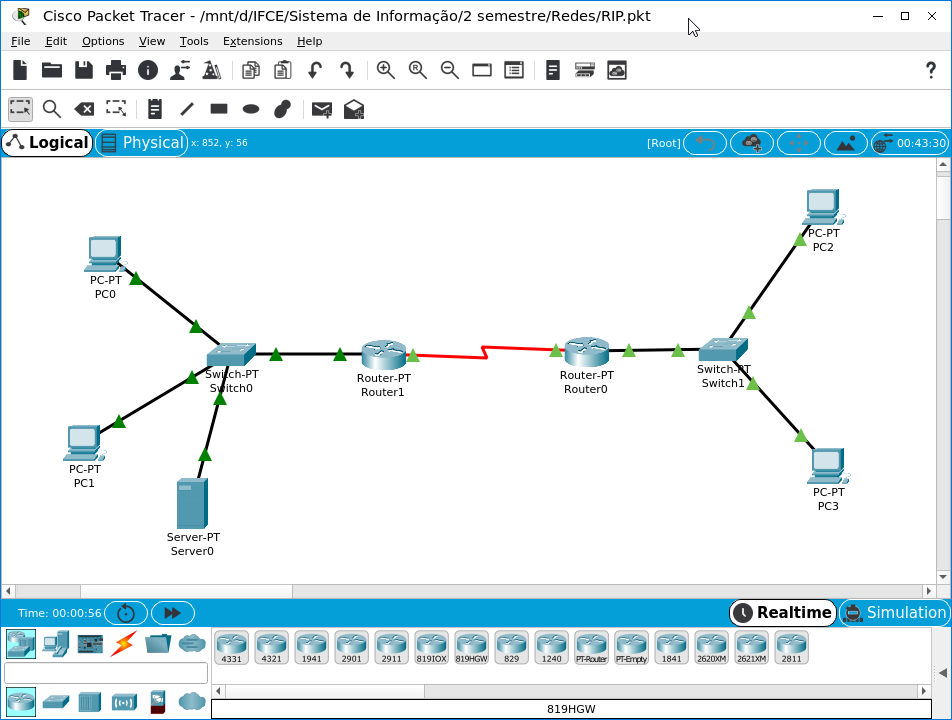 Cisco Packet Tracer - /mnt/d/IFCE/Sistema de Informação/2 semestre/Redes/RIP.pkt
File Edit Options View Tools Extensions Help
Logical Physical x: 852, y: 56 [Root] 00:43:30
PC-PT
PC2
PC-PT
PC0
Switch-PT
Switch0
Router-PT
Router1
Router-PT
Router0
Switch-PT
Switch1
PC-PT
PC1
PC-PT
PC3
Server-PT
Server0
Time: 00:00:56 Realtime Simulation
4331 4321 1941 2901 2911 819IOX 819HGW 829 1240 PT-Router PT-Empty 1841 2620XM 2621XM 2811
819HGW